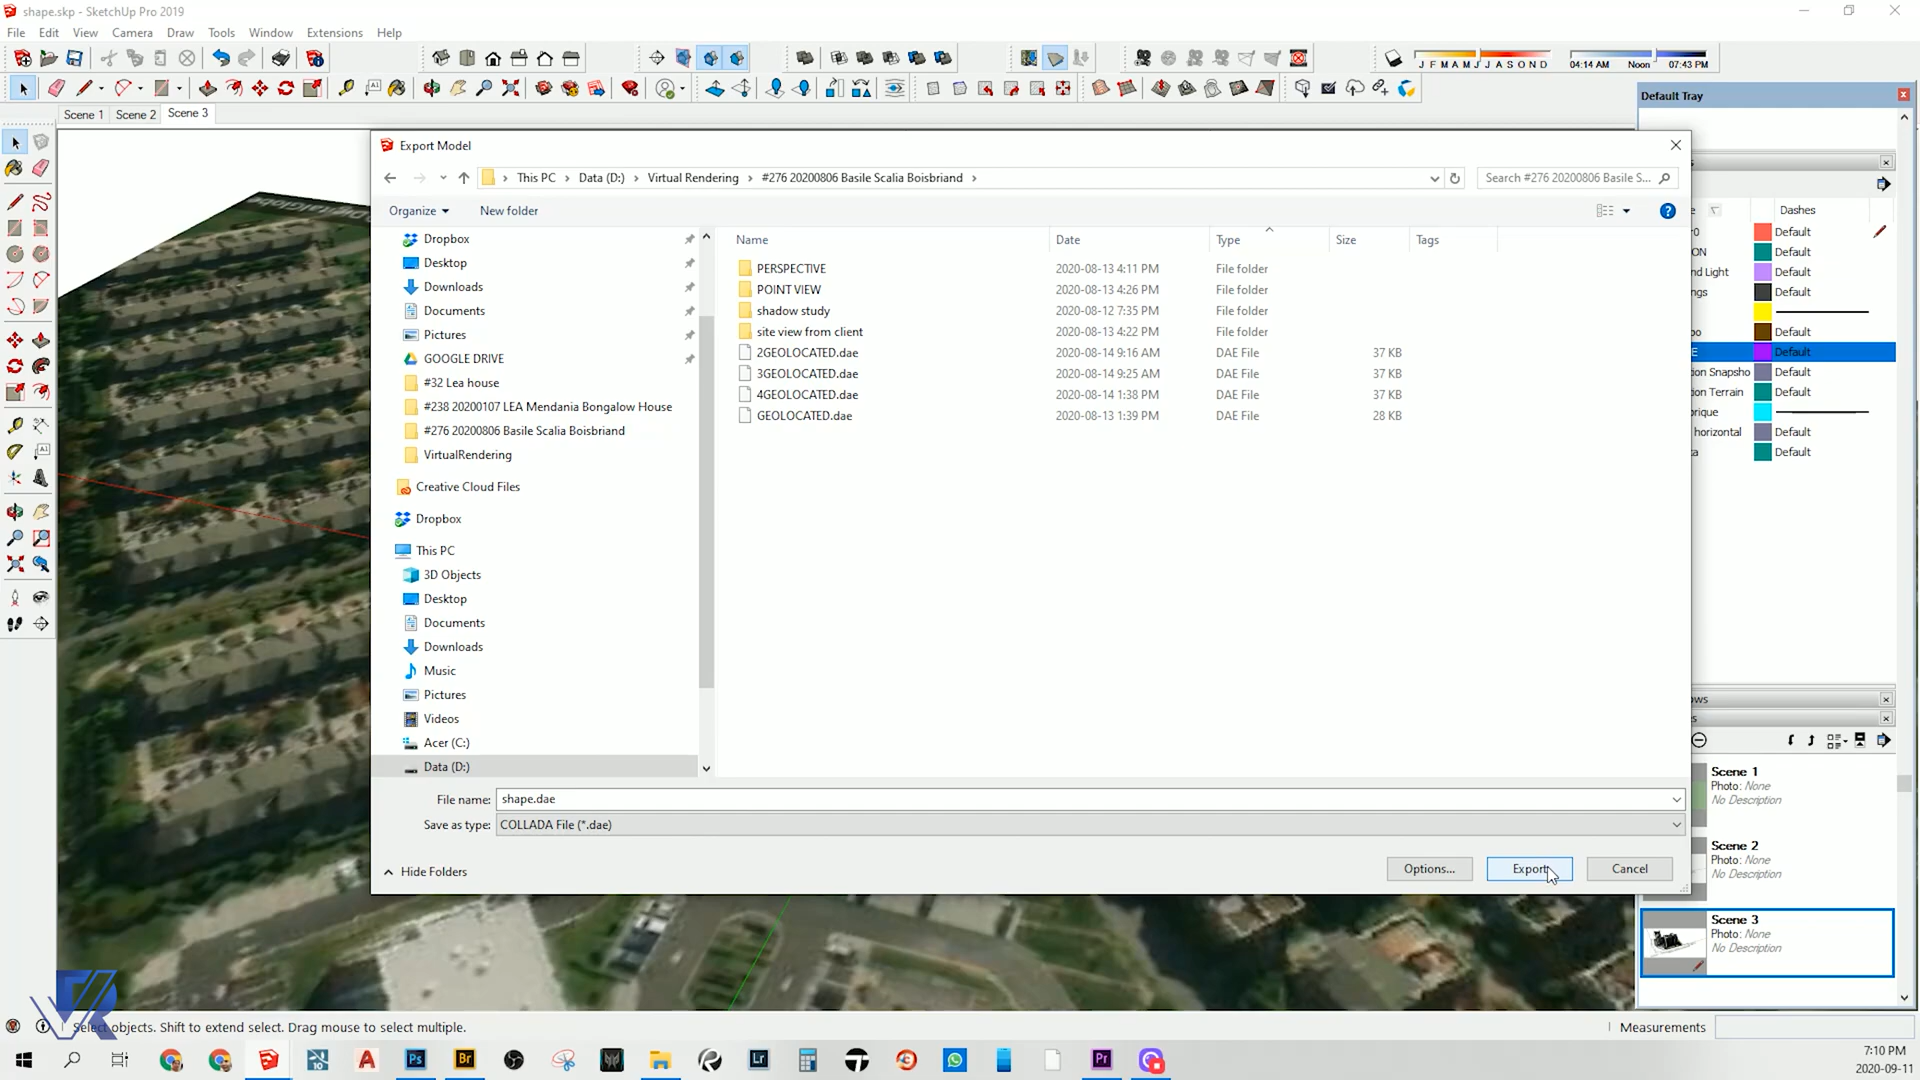 shape.skp - SketchUp Pro 2019
File Edit View Camera Draw Tools Window Extensions Help
J F M A M J J A S O N D 04:14 AM Noon 07:43 PM
Scene 1 Scene 2 Scene 3
Default Tray
Export Model
This PC Data (D:) Virtual Rendering #276 20200806 Basile Scalia Boisbriand
Search #276 20200806 Basile S...
Organize New folder
Name Date Type Size Tags
Dropbox
Desktop
Downloads
Documents
Pictures
GOOGLE DRIVE
#32 Lea house
#238 20200107 LEA Mendania Bongalow House
#276 20200806 Basile Scalia Boisbriand
VirtualRendering
Creative Cloud Files
Dropbox
This PC
3D Objects
Desktop
Documents
Downloads
Music
Pictures
Videos
Acer (C:)
Data (D:)
PERSPECTIVE 2020-08-13 4:11 PM File folder
POINT VIEW 2020-08-13 4:26 PM File folder
shadow study 2020-08-12 7:35 PM File folder
site view from client 2020-08-13 4:22 PM File folder
2GEOLOCATED.dae 2020-08-14 9:16 AM DAE File 37 KB
3GEOLOCATED.dae 2020-08-14 9:25 AM DAE File 37 KB
4GEOLOCATED.dae 2020-08-14 1:38 PM DAE File 37 KB
GEOLOCATED.dae 2020-08-13 1:39 PM DAE File 28 KB
File name: shape.dae
Save as type: COLLADA File (*.dae)
Hide Folders
Options... Export Cancel
s
e Dashes
r0 Default
ON Default
nd Light Default
ngs Default
bo Default
E Default
tion Snapsho Default
tion Terrain Default
rique
horizontal Default
ta Default
ws
s
Scene 1
Photo: None
No Description
Scene 2
Photo: None
No Description
Scene 3
Photo: None
No Description
VR
Select objects. Shift to extend select. Drag mouse to select multiple.
Measurements
Ps Br Lr Pr
7:10 PM
2020-09-11